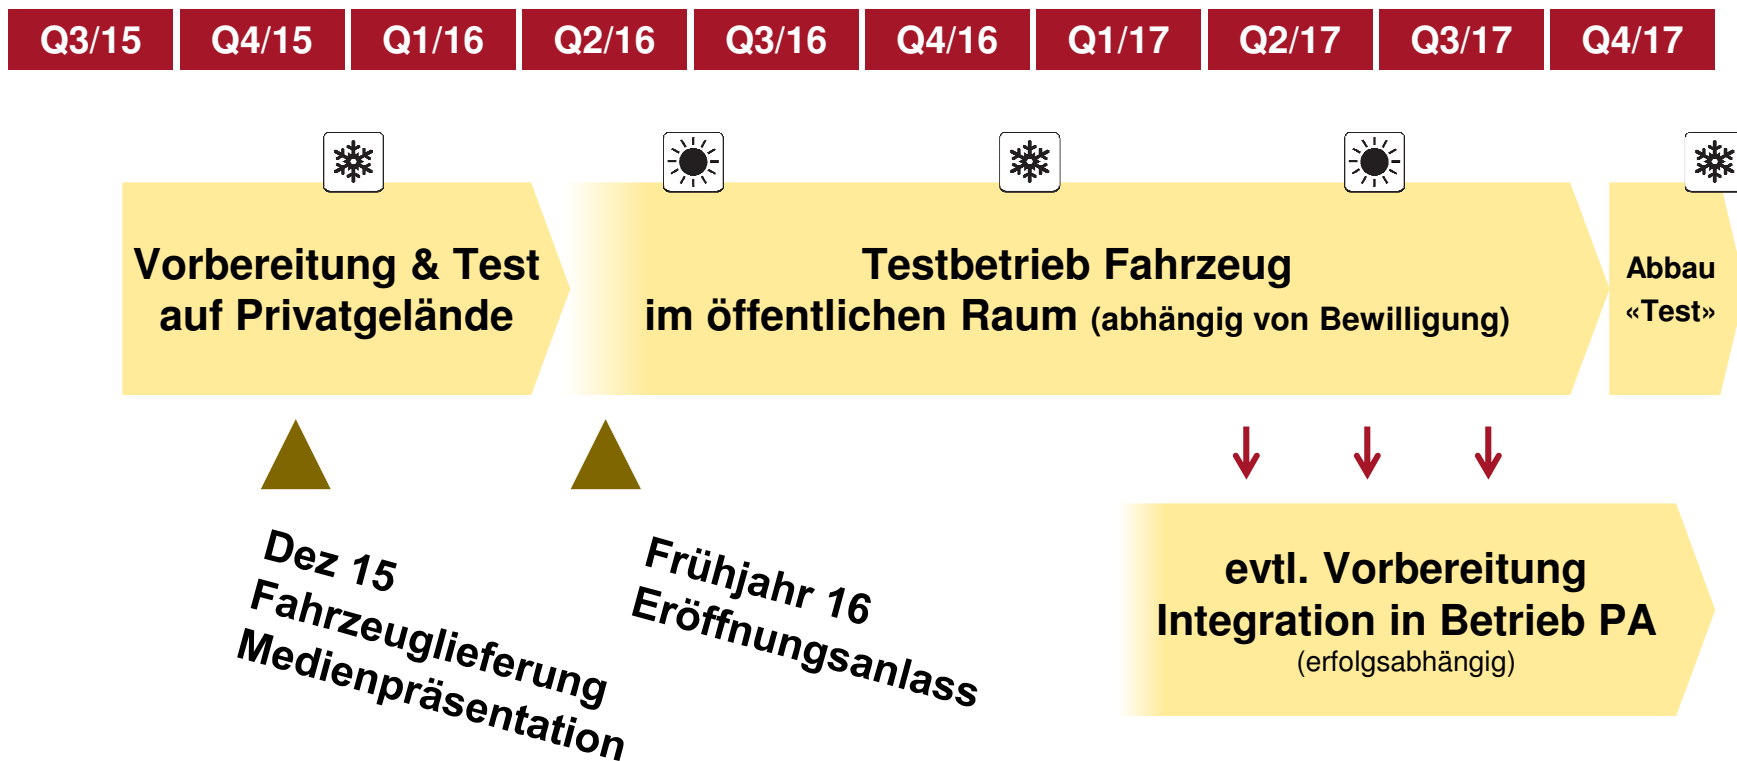 Q3/15 Q4/15 Q1/16 Q2/16 Q3/16 Q4/16 Q1/17 Q2/17 Q3/17 Q4/17
Vorbereitung & Test
auf Privatgelände
Testbetrieb Fahrzeug
im öffentlichen Raum (abhängig von Bewilligung)
Abbau
«Test»
Dez 15
Fahrzeuglieferung
Medienpräsentation
Frühjahr 16
Eröffnungsanlass
evtl. Vorbereitung
Integration in Betrieb PA
(erfolgsabhängig)